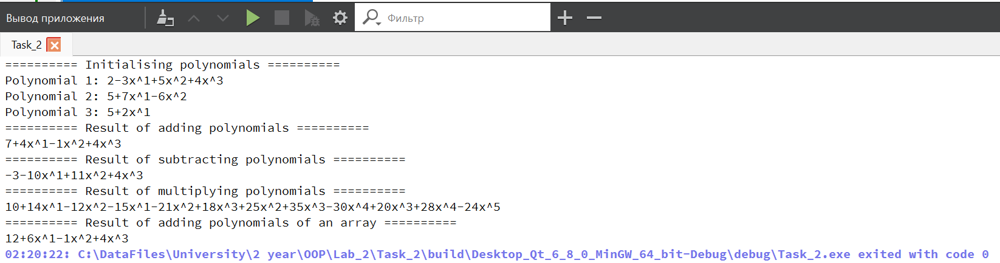 Вывод приложения
Фильтр
Task_2
========== Initialising polynomials ==========
Polynomial 1: 2-3x^1+5x^2+4x^3
Polynomial 2: 5+7x^1-6x^2
Polynomial 3: 5+2x^1
========== Result of adding polynomials ==========
7+4x^1-1x^2+4x^3
========== Result of subtracting polynomials ==========
-3-10x^1+11x^2+4x^3
========== Result of multiplying polynomials ==========
10+14x^1-12x^2-15x^1-21x^2+18x^3+25x^2+35x^3-30x^4+20x^3+28x^4-24x^5
========== Result of adding polynomials of an array ==========
12+6x^1-1x^2+4x^3
02:20:22: C:\DataFiles\University\2 year\OOP\Lab_2\Task_2\build\Desktop_Qt_6_8_0_MinGW_64_bit-Debug\debug\Task_2.exe exited with code 0